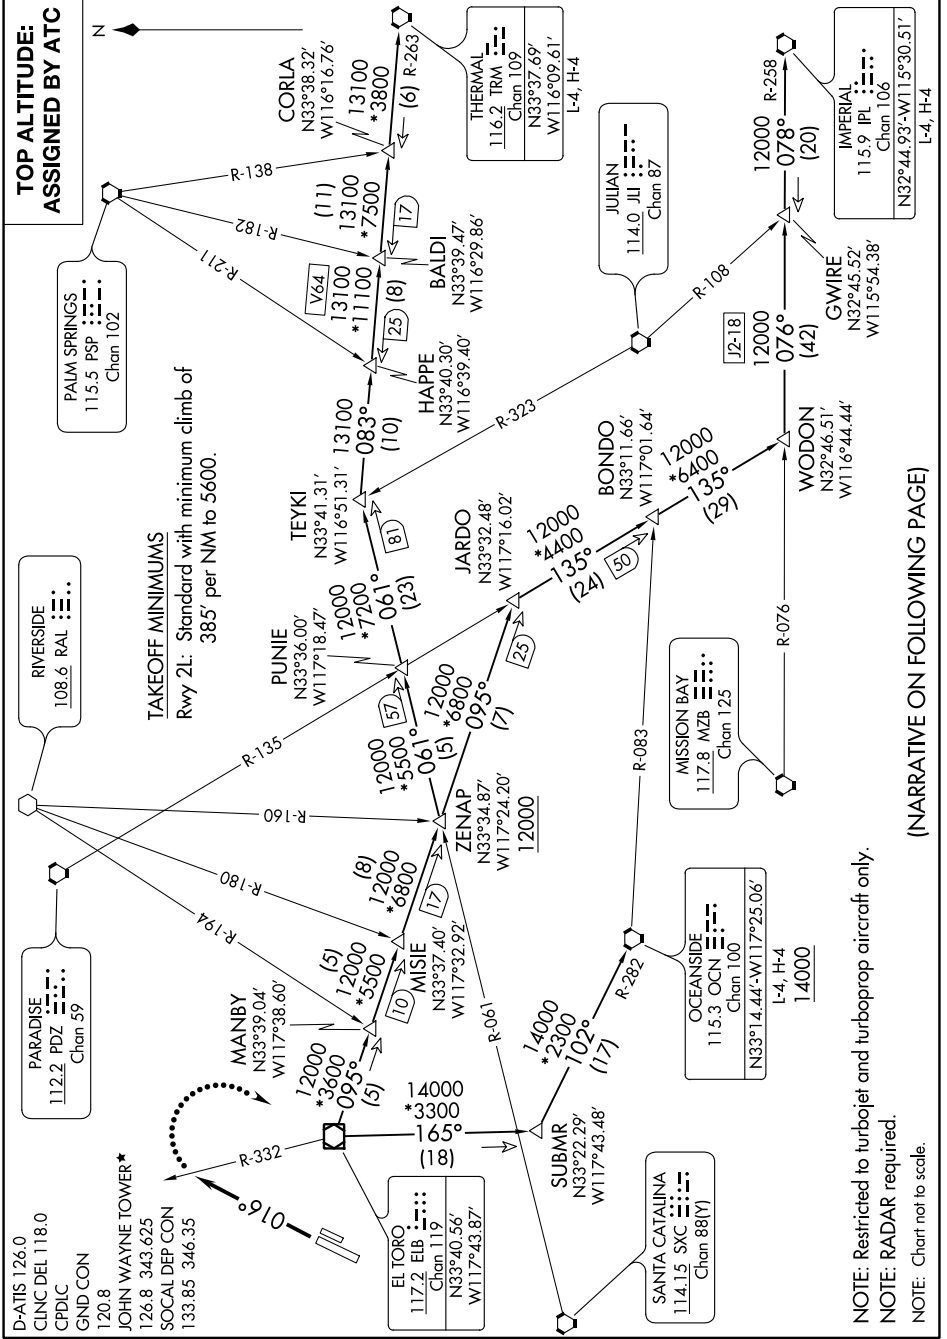 TOP ALTITUDE:
ASSIGNED BY ATC
N
D-ATIS 126.0
CLNC DEL 118.0
CPDLC
GND CON
120.8
JOHN WAYNE TOWER★
126.8 343.625
SOCAL DEP CON
133.85 346.35
PARADISE
112.2 PDZ
Chan 59
RIVERSIDE
108.6 RAL
PALM SPRINGS
115.5 PSP
Chan 102
TAKEOFF MINIMUMS
Rwy 2L: Standard with minimum climb of
385' per NM to 5600.
016°
R-332
R-194
R-180
R-160
R-135
R-211
R-182
R-138
EL TORO
117.2 ELB
Chan 119
N33°40.56'
W117°43.87'
12000
*3600
095°
(5)
MANBY
N33°39.04'
W117°38.60'
(5)
12000
*5500
10
MISIE
N33°37.40'
W117°32.92'
(8)
12000
*6800
17
ZENAP
N33°34.87'
W117°24.20'
12000
12000
*5500
061°
(5)
57
PUNIE
N33°36.00'
W117°18.47'
12000
*7200
061°
(23)
81
TEYKI
N33°41.31'
W116°51.31'
13100
083°
(10)
HAPPE
N33°40.30'
W116°39.40'
V64
13100
*11100
(8)
25
BALDI
N33°39.47'
W116°29.86'
(11)
13100
*7500
17
CORLA
N33°38.32'
W116°16.76'
13100
*3800
(6)
R-263
THERMAL
116.2 TRM
Chan 109
N33°37.69'
W116°09.61'
L-4, H-4
12000
*6800
095°
(7)
25
JARDO
N33°32.48'
W117°16.02'
12000
*4400
135°
(24)
50
BONDO
N33°11.66'
W117°01.64'
12000
*6400
135°
(29)
WODON
N32°46.51'
W116°44.44'
J2-18
12000
076°
(42)
GWIRE
N32°45.52'
W115°54.38'
12000
078°
(20)
R-258
IMPERIAL
115.9 IPL
Chan 106
N32°44.93'-W115°30.51'
L-4, H-4
JULIAN
114.0 JLI
Chan 87
R-323
R-108
14000
*3300
165°
(18)
SUBMR
N33°22.29'
W117°43.48'
14000
*2300
102°
(17)
R-282
OCEANSIDE
115.3 OCN
Chan 100
N33°14.44'-W117°25.06'
L-4, H-4
14000
R-083
R-061
SANTA CATALINA
114.15 SXC
Chan 88(Y)
MISSION BAY
117.8 MZB
Chan 125
R-076
NOTE: Restricted to turbojet and turboprop aircraft only.
NOTE: RADAR required.
NOTE: Chart not to scale.
(NARRATIVE ON FOLLOWING PAGE)